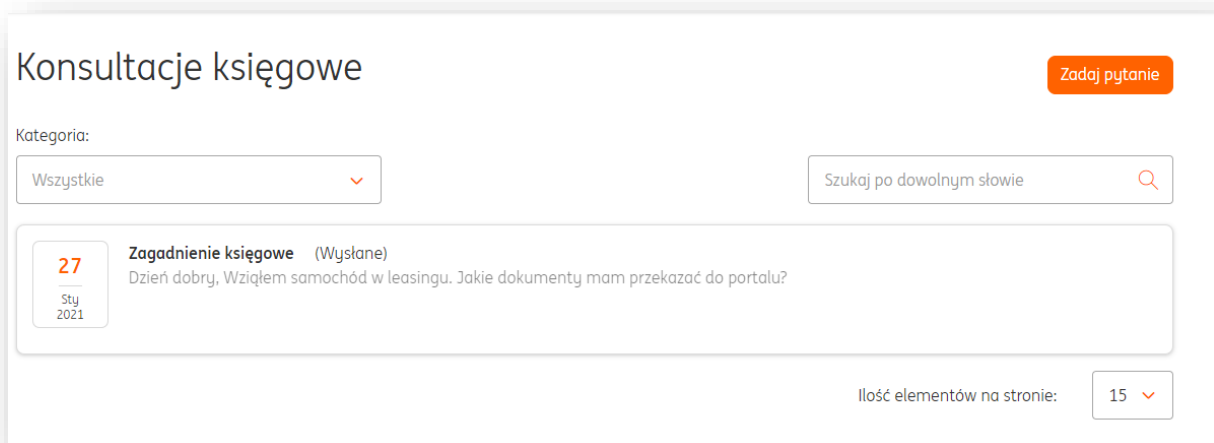 Konsultacje księgowe
Zadaj pytanie
Kategoria:
Wszystkie
Szukaj po dowolnym słowie
27
Sty
2021
Zagadnienie księgowe (Wysłane)
Dzień dobry, Wziąłem samochód w leasingu. Jakie dokumenty mam przekazać do portalu?
Ilość elementów na stronie:
15